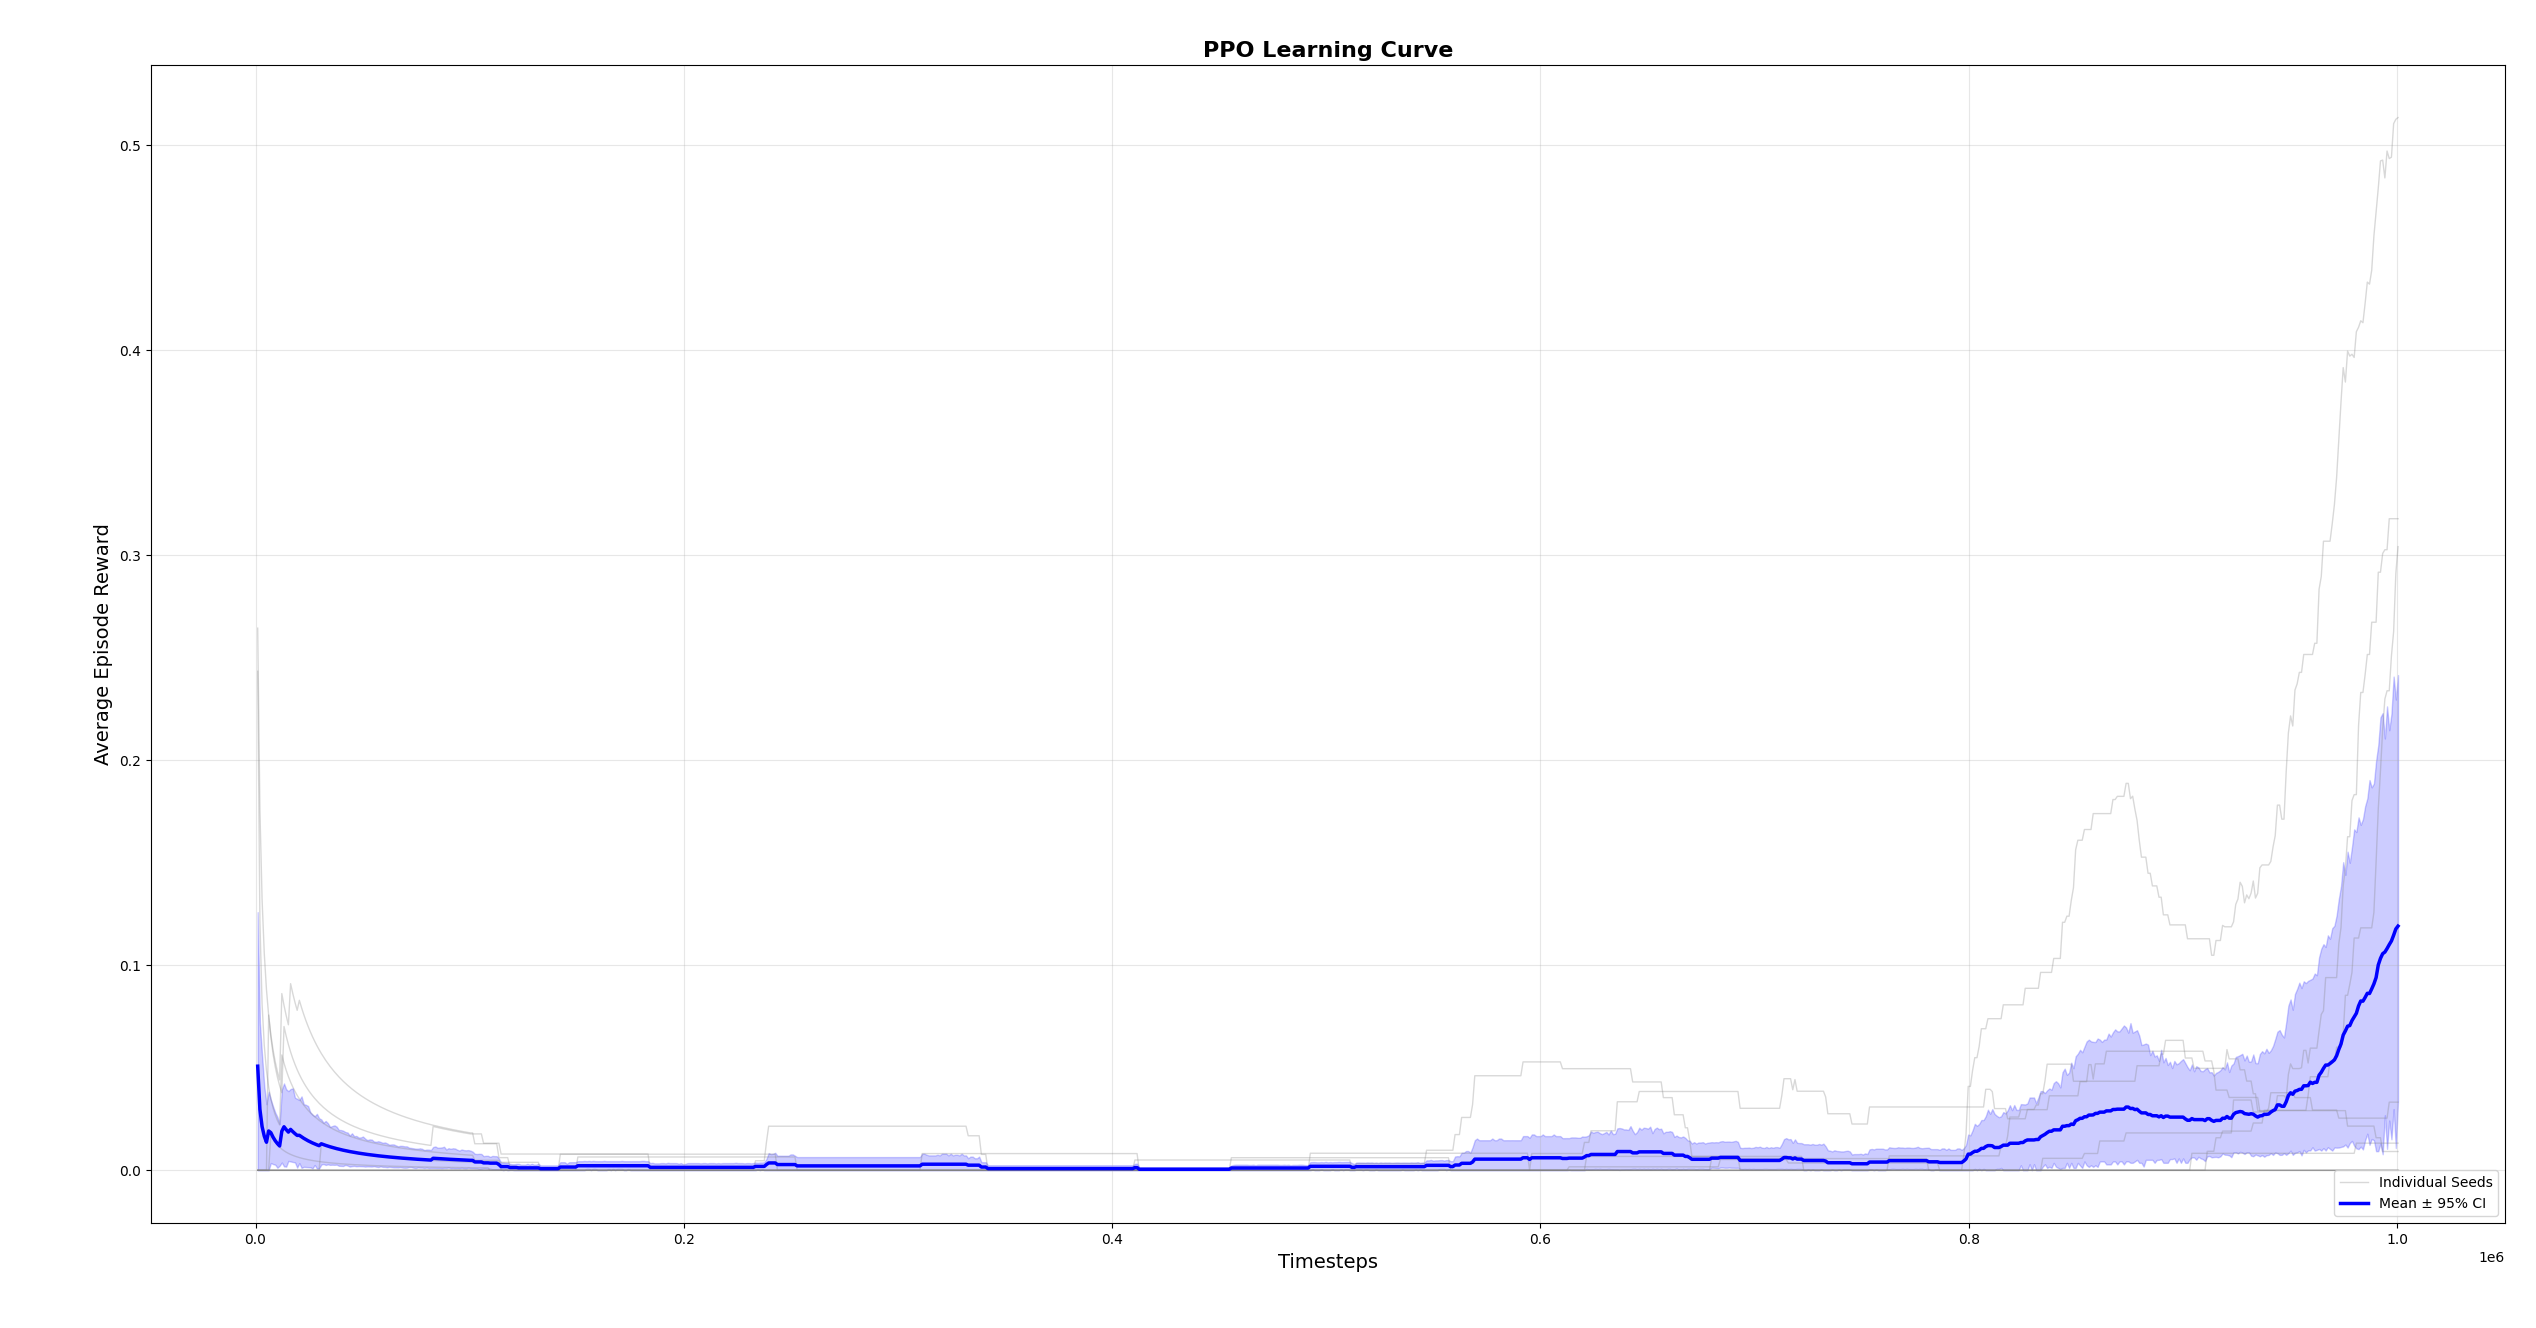 PPO Learning Curve
Average Episode Reward
0.5
0.4
0.3
0.2
0.1
0.0
Individual Seeds
Mean ± 95% CI
0.0 0.2 0.4 0.6 0.8 1.0
1e6
Timesteps